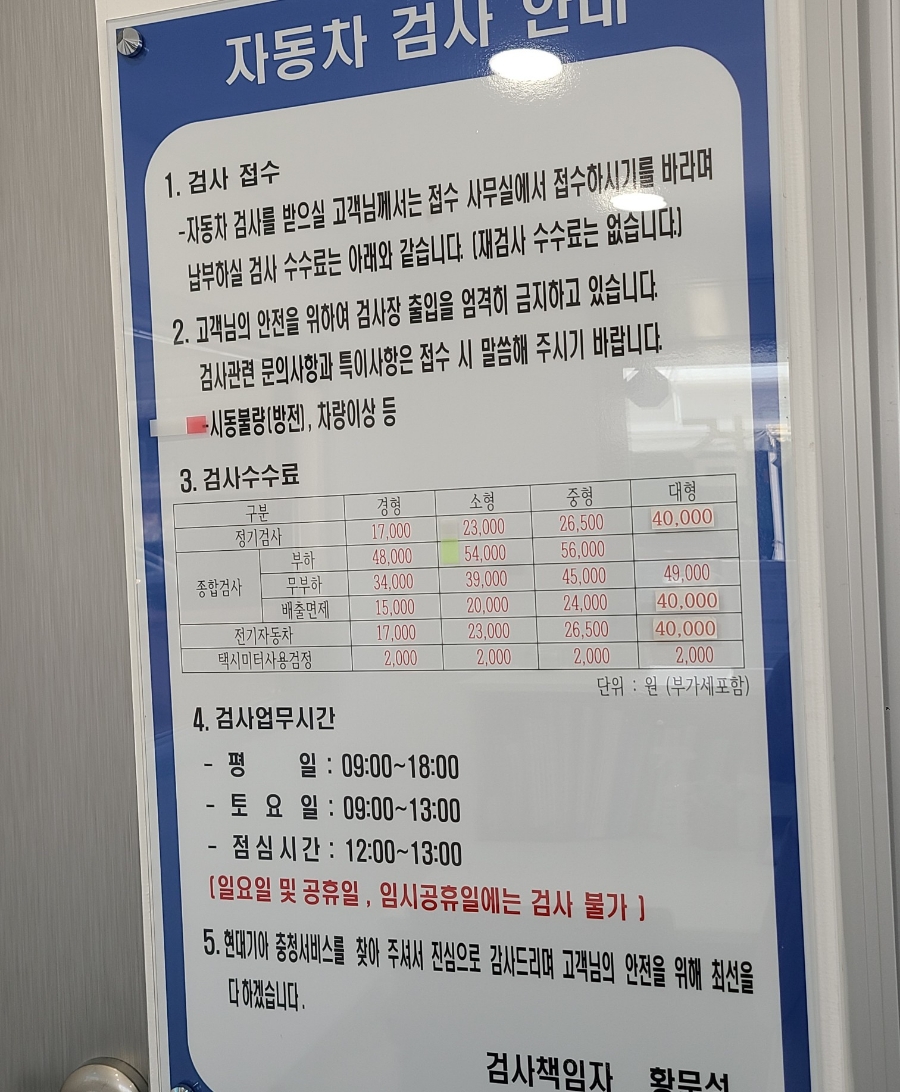 자동차 검사 안내
1. 검사 접수
-자동차 검사를 받으실 고객님께서는 접수 사무실에서 접수하시기를 바라며
납부하실 검사 수수료는 아래와 같습니다. (재검사 수수료는 없습니다.)
2. 고객님의 안전을 위하여 검사장 출입을 엄격히 금지하고 있습니다.
검사관련 문의사항과 특이사항은 접수 시 말씀해 주시기 바랍니다.
-시동불량(방전), 차량이상 등
3. 검사수수료
구분 경형 소형 중형 대형
정기검사 17,000 23,000 26,500 40,000
종합검사 부하 48,000 54,000 56,000
무부하 34,000 39,000 45,000 49,000
배출면제 15,000 20,000 24,000 40,000
전기자동차 17,000 23,000 26,500 40,000
택시미터사용검정 2,000 2,000 2,000 2,000
단위 : 원 (부가세포함)
4. 검사업무시간
- 평 일 : 09:00~18:00
- 토 요 일 : 09:00~13:00
- 점심시간 : 12:00~13:00
(일요일 및 공휴일, 임시공휴일에는 검사 불가)
5. 현대기아 충청서비스를 찾아 주셔서 진심으로 감사드리며 고객님의 안전을 위해 최선을
다하겠습니다.
검사책임자